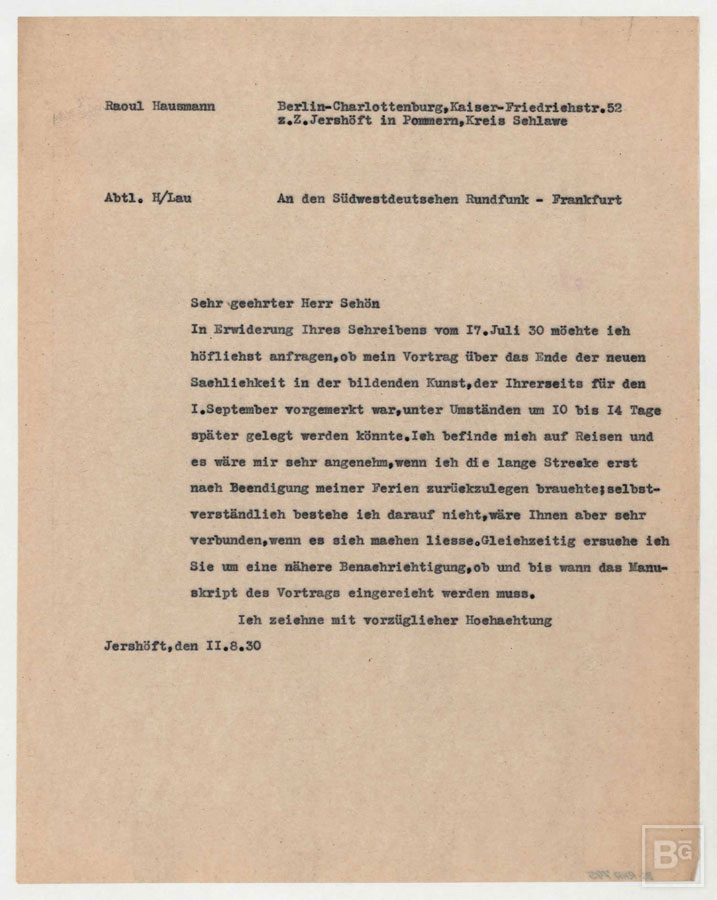 Raoul Hausmann Berlin-Charlottenburg,Kaiser-Friedrichstr.52
z.Z.Jershöft in Pommern,Kreis Schlawe
Abtl. H/Lau An den Südwestdeutschen Rundfunk - Frankfurt
Sehr geehrter Herr Schön
In Erwiderung Ihres Schreibens vom I7.Juli 30 möchte ich
höflichst anfragen,ob mein Vortrag über das Ende der neuen
Sachlichkeit in der bildenden Kunst,der Ihrerseits für den
I.September vorgemerkt war,unter Umständen um IO bis I4 Tage
später gelegt werden könnte.Ich befinde mich auf Reisen und
es wäre mir sehr angenehm,wenn ich die lange Strecke erst
nach Beendigung meiner Ferien zurückzulegen brauchte;selbst-
verständlich bestehe ich darauf nicht,wäre Ihnen aber sehr
verbunden,wenn es sich machen liesse.Gleichzeitig ersuche ich
Sie um eine nähere Benachrichtigung,ob und bis wann das Manu-
skript des Vortrags eingereicht werden muss.
Ich zeichne mit vorzüglicher Hochachtung
Jershöft,den II.8.30
BG